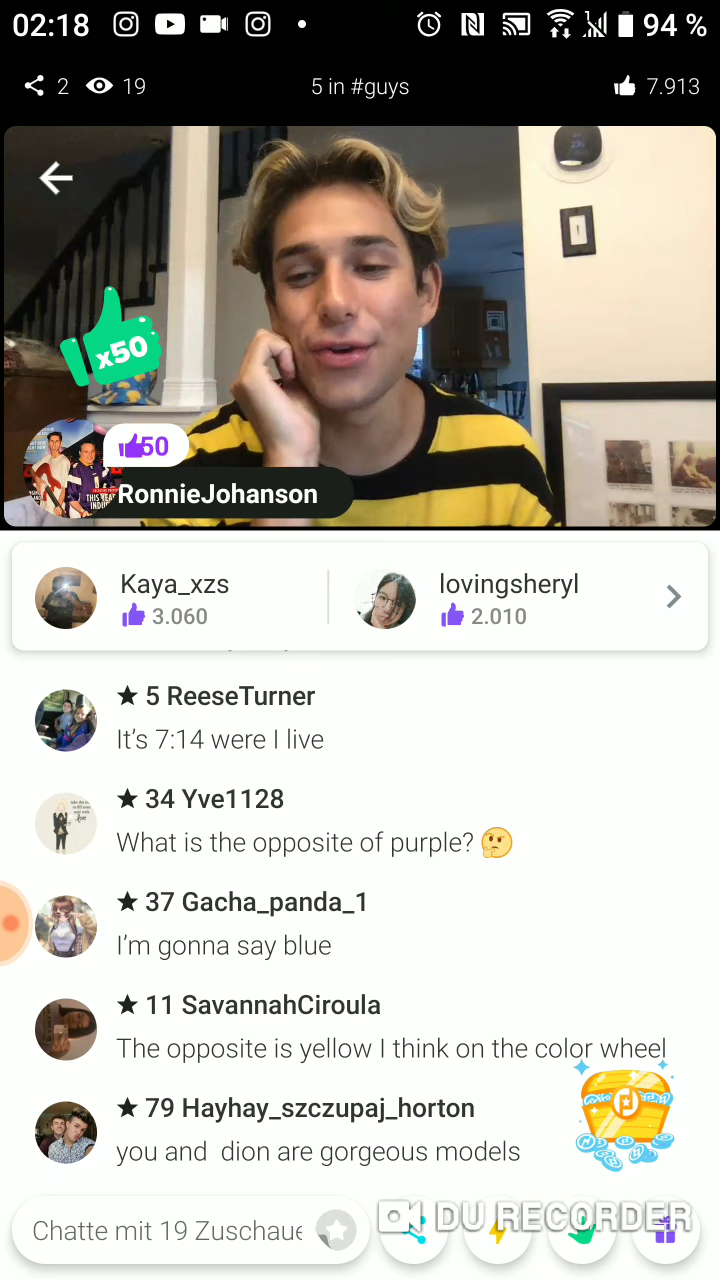 02:18
94 %
2
19
5 in #guys
7.913
x50
50
RonnieJohanson
Kaya_xzs
lovingsheryl
3.060
2.010
★ 5 ReeseTurner
It’s 7:14 were I live
★ 34 Yve1128
What is the opposite of purple? 🤔
★ 37 Gacha_panda_1
I’m gonna say blue
★ 11 SavannahCiroula
The opposite is yellow I think on the color wheel
★ 79 Hayhay_szczupaj_horton
you and dion are gorgeous models
Chatte mit 19 Zuschaue
DU RECORDER